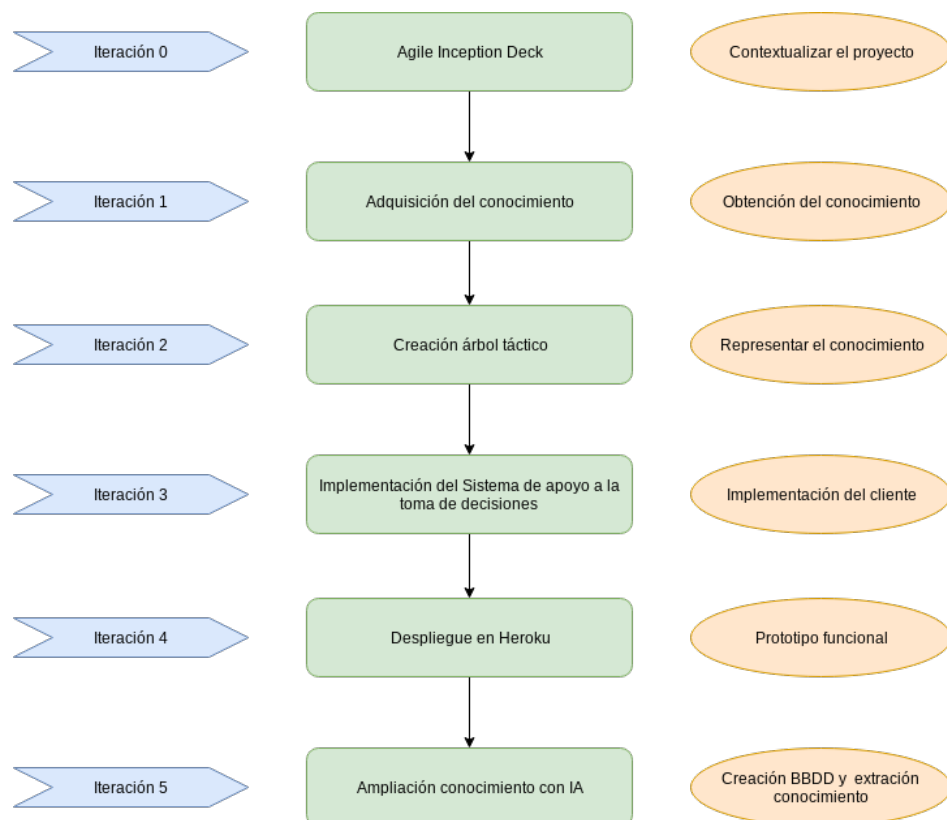 Iteración 0
Agile Inception Deck
Contextualizar el proyecto
Iteración 1
Adquisición del conocimiento
Obtención del conocimiento
Iteración 2
Creación árbol táctico
Representar el conocimiento
Iteración 3
Implementación del Sistema de apoyo a la
toma de decisiones
Implementación del cliente
Iteración 4
Despliegue en Heroku
Prototipo funcional
Iteración 5
Ampliación conocimiento con IA
Creación BBDD y extracción
conocimiento